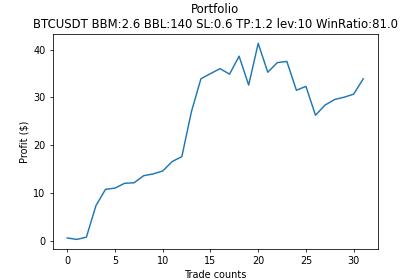 Portfolio
BTCUSDT BBM:2.6 BBL:140 SL:0.6 TP:1.2 lev:10 WinRatio:81.0
40
30
20
10
0
Profit ($)
0 5 10 15 20 25 30
Trade counts